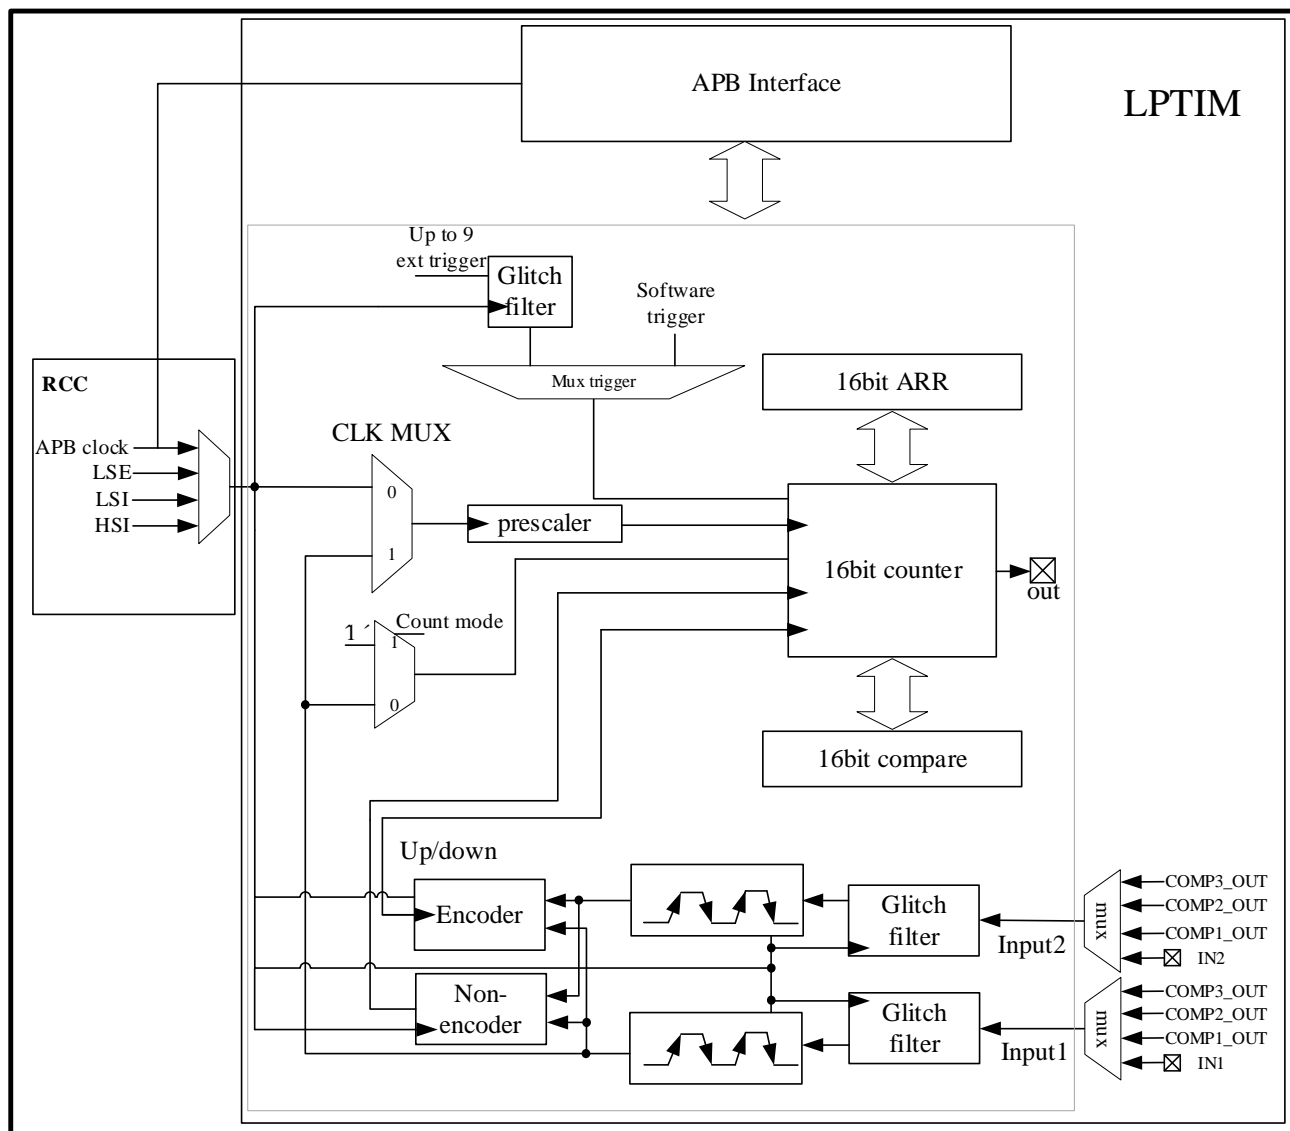 APB Interface
LPTIM
Up to 9
ext trigger
Glitch
filter
Software
trigger
Mux trigger
16bit ARR
RCC
APB clock
LSE
LSI
HSI
CLK MUX
0
1
prescaler
16bit counter
out
1´
Count mode
1
0
16bit compare
Up/down
Encoder
Glitch
filter
Input2
mux
COMP3_OUT
COMP2_OUT
COMP1_OUT
IN2
Non-
encoder
Glitch
filter
Input1
mux
COMP3_OUT
COMP2_OUT
COMP1_OUT
IN1